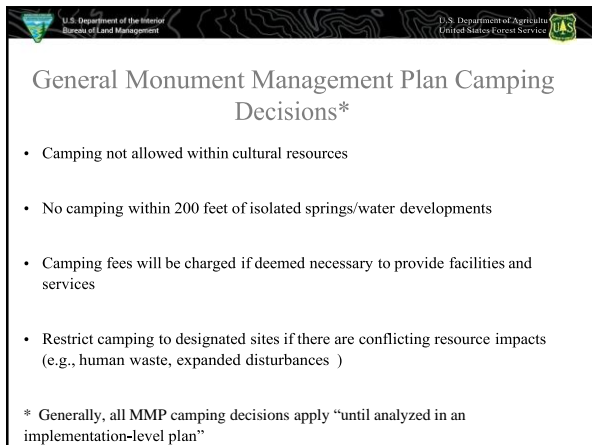 U.S. Department of the Interior
Bureau of Land Management
U.S. Department of Agricultu
United States Forest Service
General Monument Management Plan Camping
Decisions*
• Camping not allowed within cultural resources
• No camping within 200 feet of isolated springs/water developments
• Camping fees will be charged if deemed necessary to provide facilities and
services
• Restrict camping to designated sites if there are conflicting resource impacts
(e.g., human waste, expanded disturbances )
* Generally, all MMP camping decisions apply “until analyzed in an
implementation-level plan”